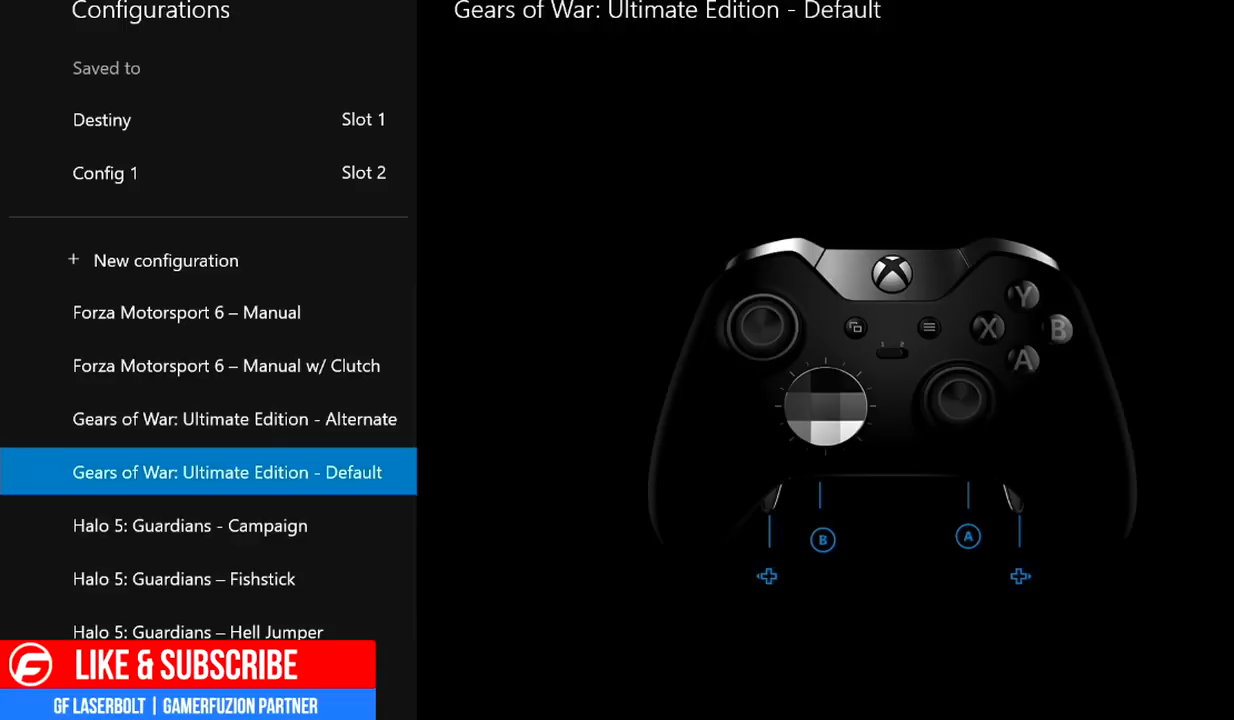 Configurations
Saved to
Destiny Slot 1
Config 1 Slot 2
+ New configuration
Forza Motorsport 6 – Manual
Forza Motorsport 6 – Manual w/ Clutch
Gears of War: Ultimate Edition - Alternate
Gears of War: Ultimate Edition - Default
Halo 5: Guardians - Campaign
Halo 5: Guardians – Fishstick
Halo 5: Guardians – Hell Jumper
LIKE & SUBSCRIBE
GF LASERBOLT | GAMERFUZION PARTNER
Gears of War: Ultimate Edition - Default
Y
X B
A
1 2
B A